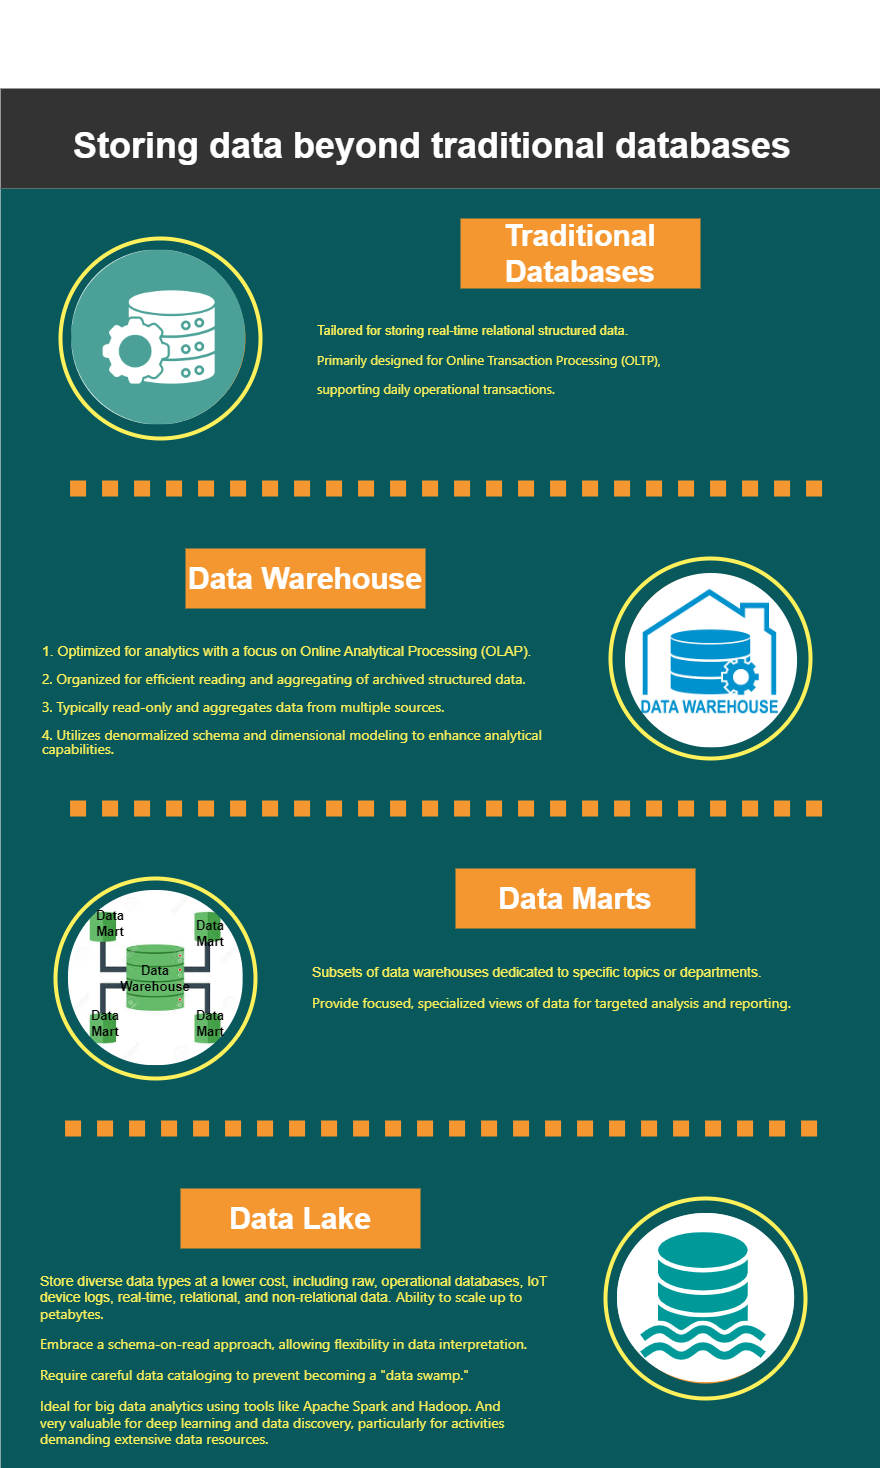 Storing data beyond traditional databases
Traditional
Databases
Tailored for storing real-time relational structured data.
Primarily designed for Online Transaction Processing (OLTP),
supporting daily operational transactions.
Data Warehouse
1. Optimized for analytics with a focus on Online Analytical Processing (OLAP).
2. Organized for efficient reading and aggregating of archived structured data.
3. Typically read-only and aggregates data from multiple sources.
4. Utilizes denormalized schema and dimensional modeling to enhance analytical
capabilities.
DATA WAREHOUSE
Data Marts
Data
Mart
Data
Mart
Data
Warehouse
Data
Mart
Data
Mart
Subsets of data warehouses dedicated to specific topics or departments.
Provide focused, specialized views of data for targeted analysis and reporting.
Data Lake
Store diverse data types at a lower cost, including raw, operational databases, IoT
device logs, real-time, relational, and non-relational data. Ability to scale up to
petabytes.
Embrace a schema-on-read approach, allowing flexibility in data interpretation.
Require careful data cataloging to prevent becoming a "data swamp."
Ideal for big data analytics using tools like Apache Spark and Hadoop. And
very valuable for deep learning and data discovery, particularly for activities
demanding extensive data resources.